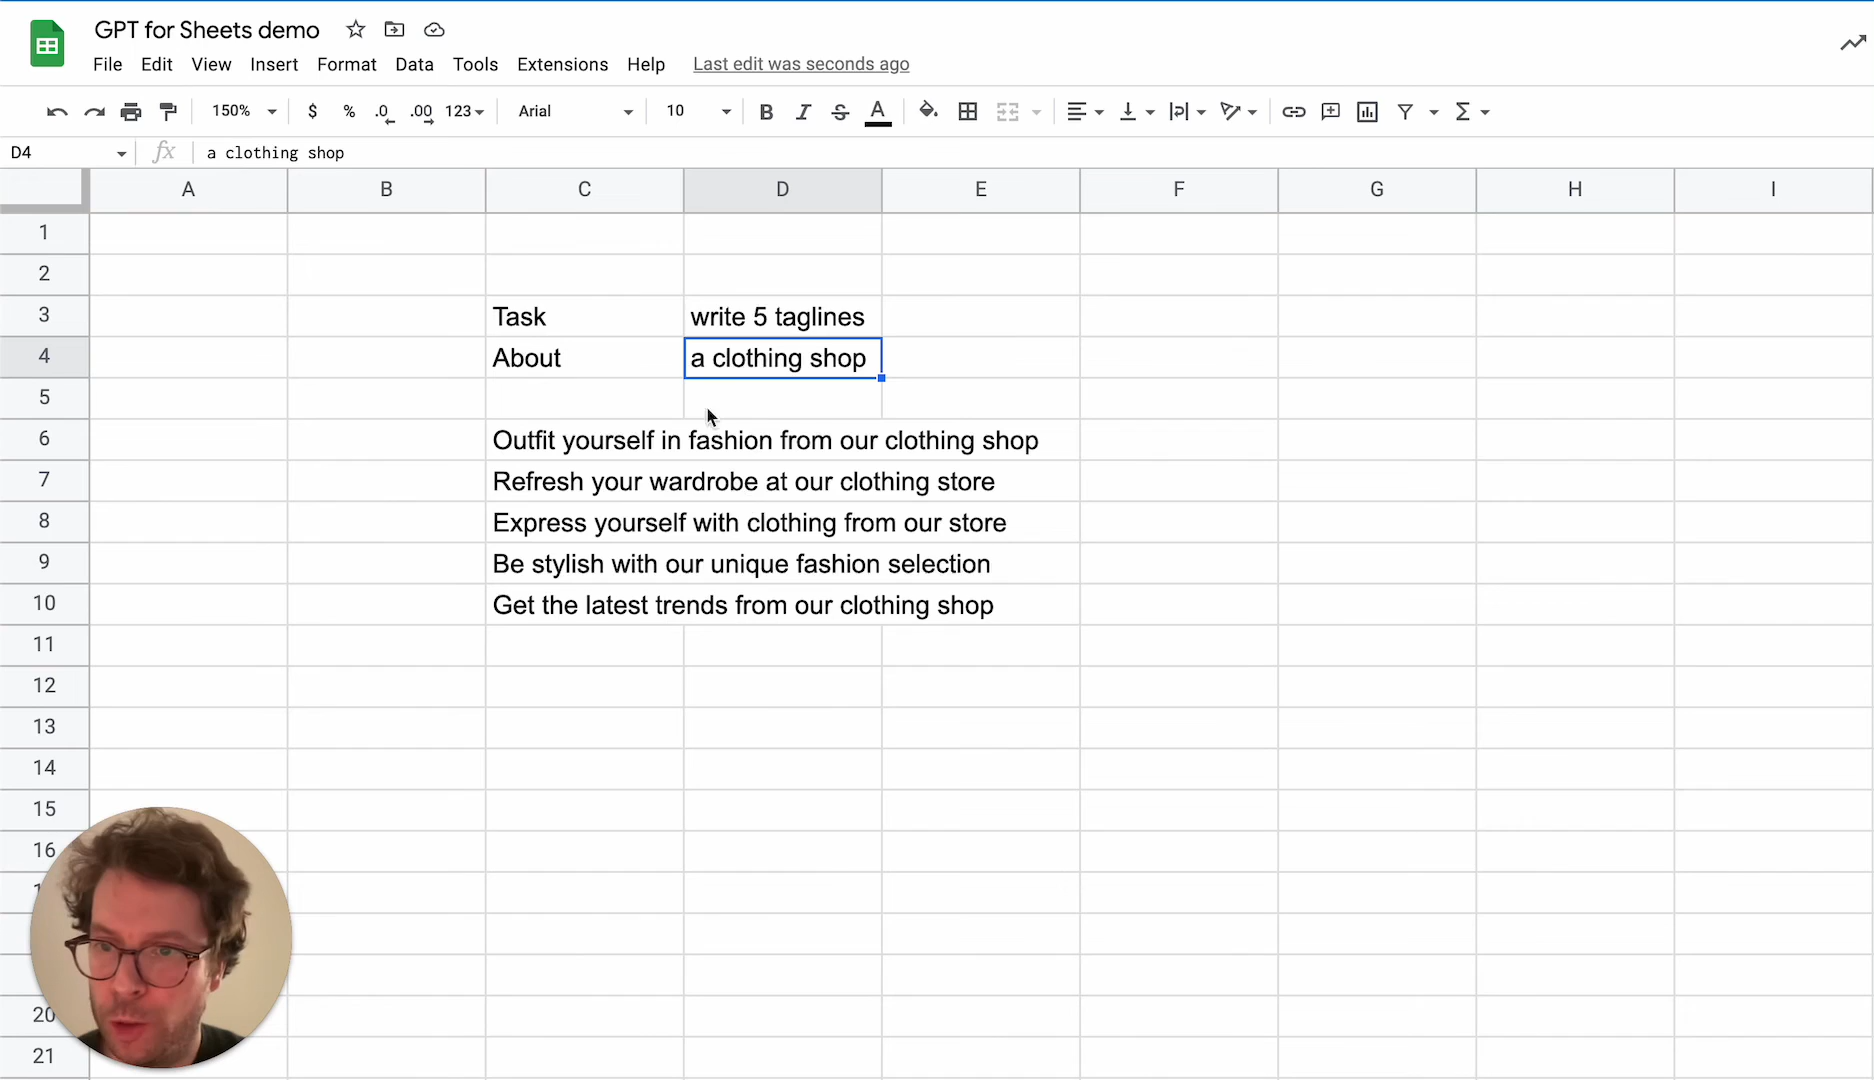 GPT for Sheets demo
File Edit View Insert Format Data Tools Extensions Help Last edit was seconds ago
150% $ % .0 .00 123 Arial 10 B I S A Σ
D4 fx a clothing shop
A B C D E F G H I
1
2
3 Task write 5 taglines
4 About a clothing shop
5
6 Outfit yourself in fashion from our clothing shop
7 Refresh your wardrobe at our clothing store
8 Express yourself with clothing from our store
9 Be stylish with our unique fashion selection
10 Get the latest trends from our clothing shop
11
12
13
14
15
16
20
21